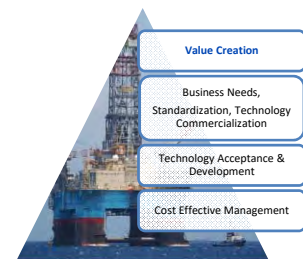 Value Creation
Business Needs,
Standardization, Technology
Commercialization
Technology Acceptance &
Development
Cost Effective Management